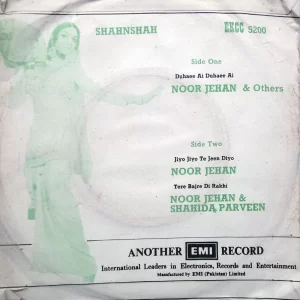 SHAHNSHAH
EKCC 5200
Side One
Duhaee Ai Duhaee Ai
NOOR JEHAN & Others
Side Two
Jiyo Jiyo Te Jeen Diyo
NOOR JEHAN
Tere Bajre Di Rakhi
NOOR JEHAN &
SHAHIDA PARVEEN
ANOTHER EMI RECORD
International Leaders in Electronics, Records and Entertainment
Manufactured by EMI (Pakistan) Limited